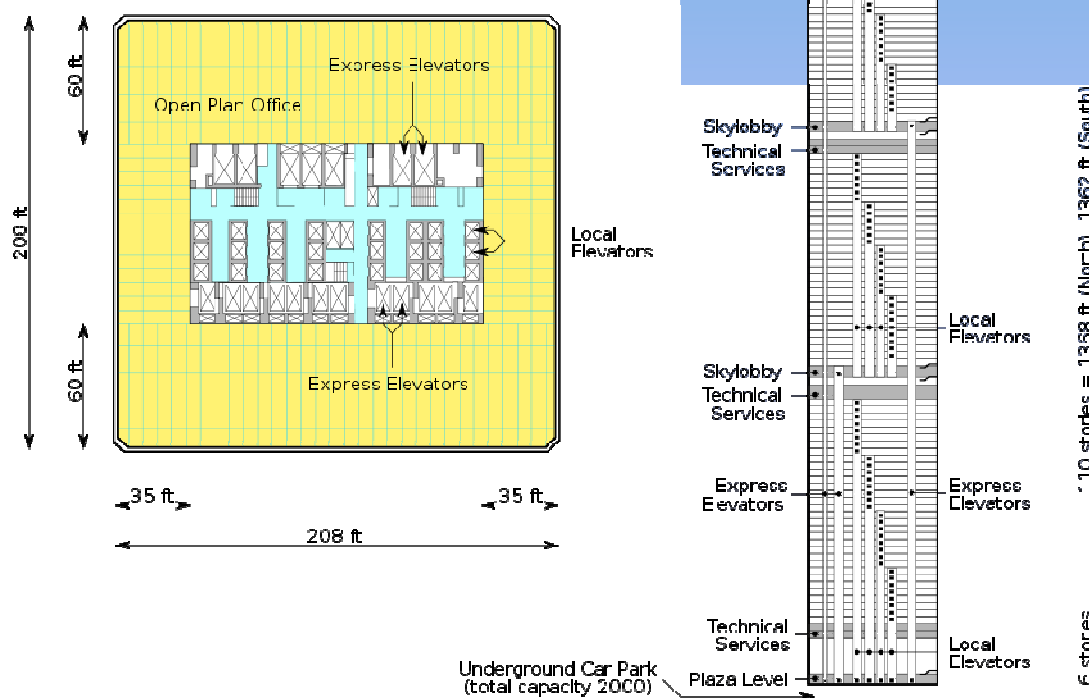 Express Elevators
Open Plan Office
60 ft
200 ft
Local
Elevators
60 ft
Express Elevators
35 ft
35 ft
208 ft
Skylobby
Technical
Services
Local
Elevators
Skylobby
Technical
Services
Express
Elevators
Express
Elevators
Technical
Services
Local
Elevators
Underground Car Park
(total capacity 2000)
Plaza Level
110 stories = 1368 ft (North), 1362 ft (South)
6 stories